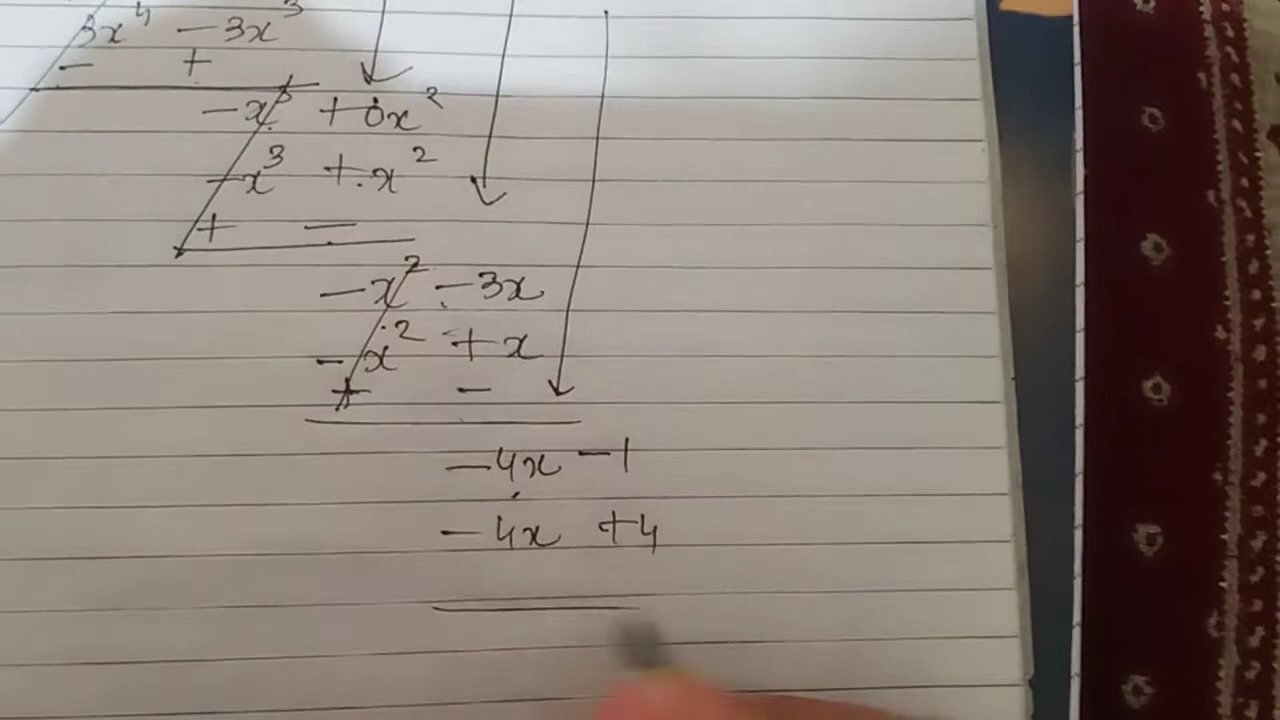 3x⁴ − 3x³
− +
−x³ + 0x²
−x³ + x²
+ −
−x² − 3x
−x² + x
+ −
−4x − 1
−4x + 4